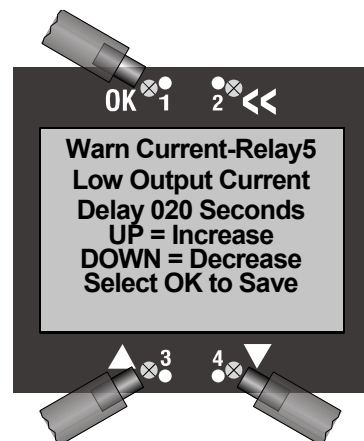 OK 1 2 <<
Warn Current-Relay5
Low Output Current
Delay 020 Seconds
UP = Increase
DOWN = Decrease
Select OK to Save
3 4